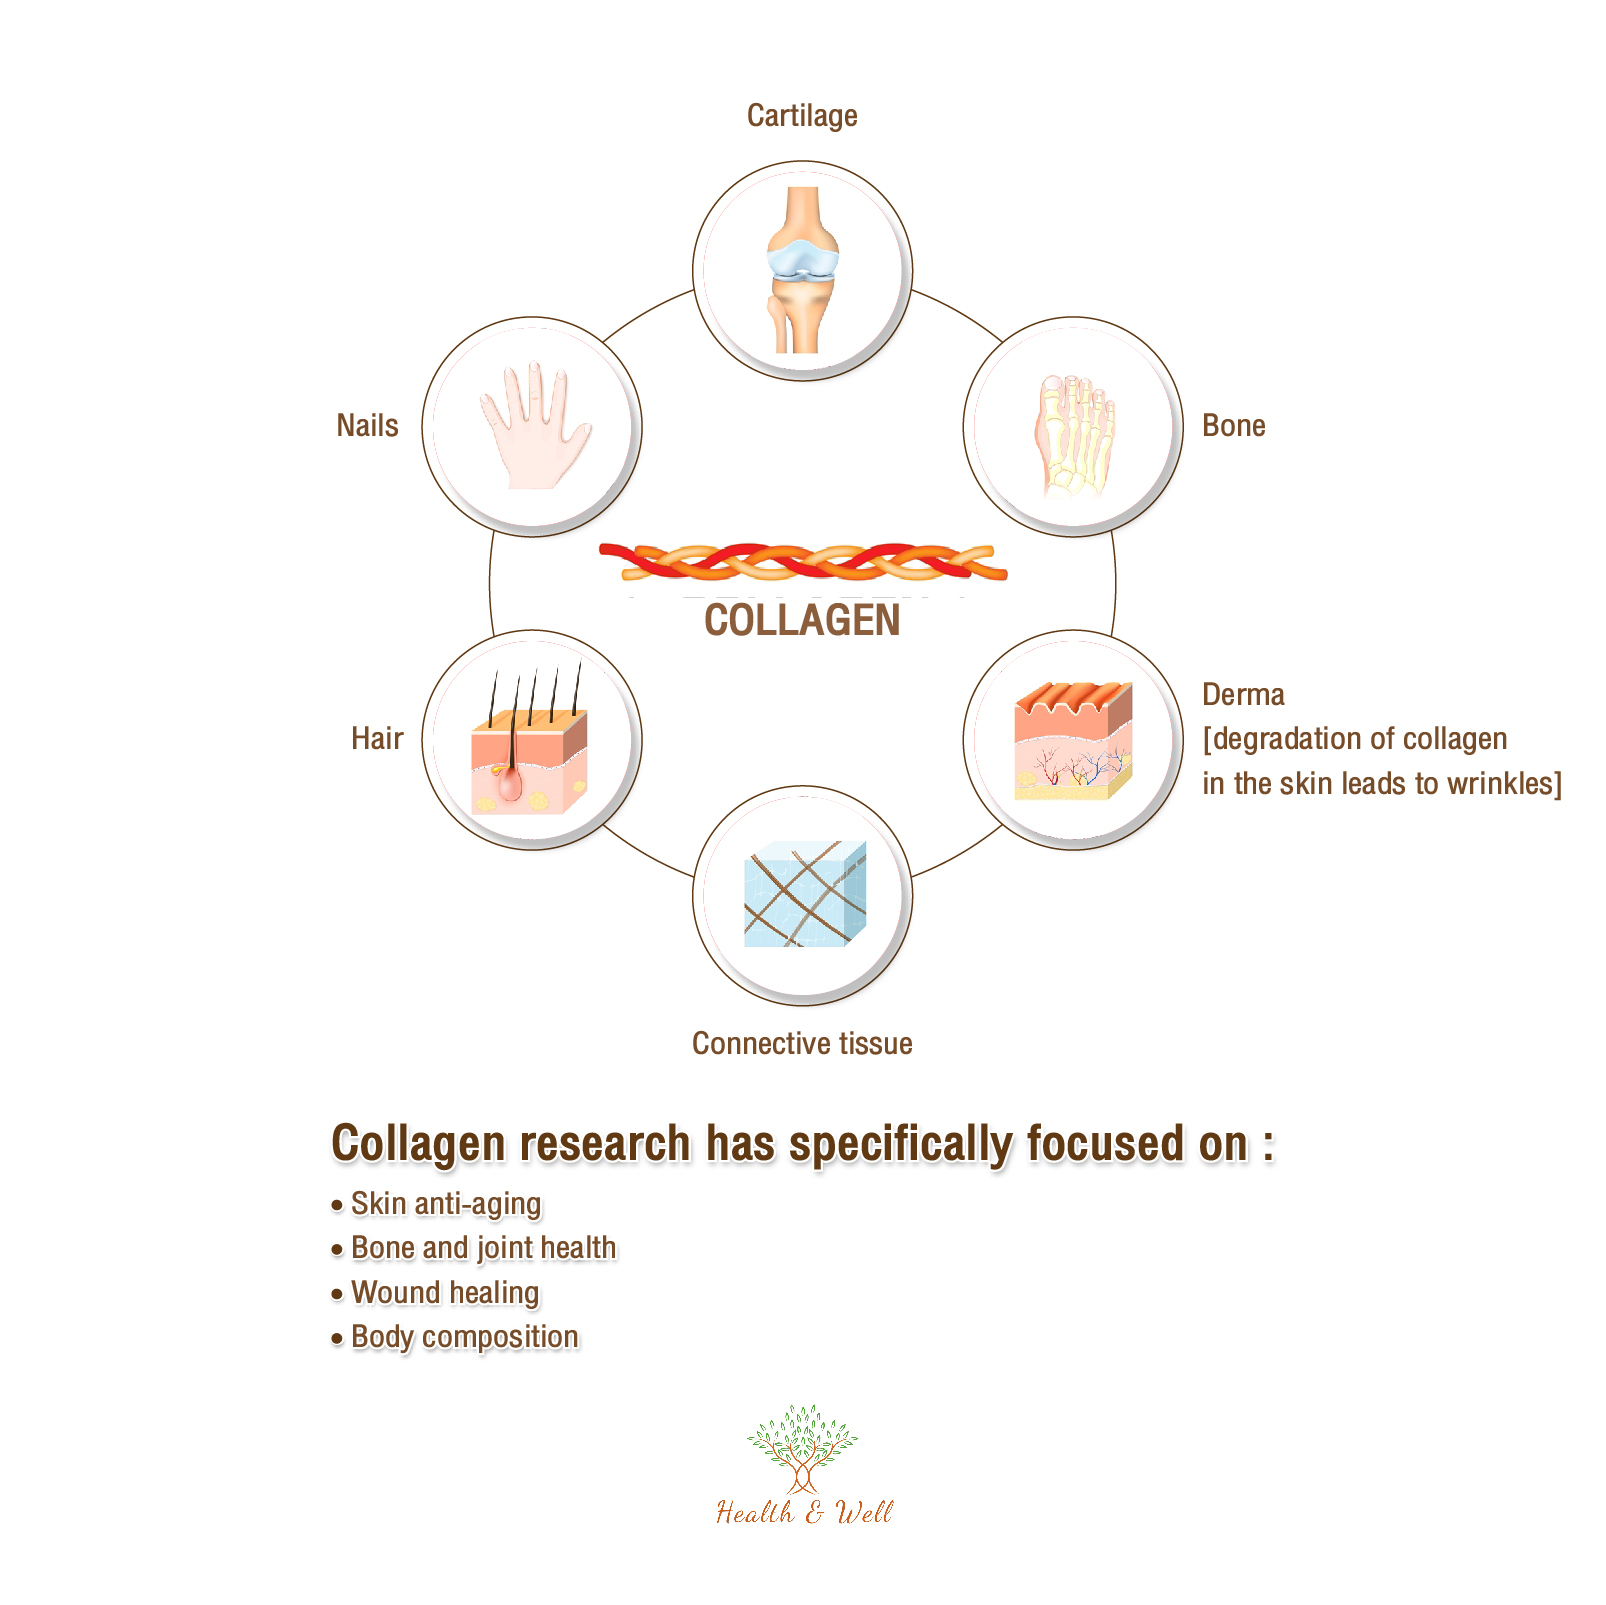 Cartilage
Nails
Bone
COLLAGEN
Hair
Derma
[degradation of collagen
in the skin leads to wrinkles]
Connective tissue
Collagen research has specifically focused on :
• Skin anti-aging
• Bone and joint health
• Wound healing
• Body composition
Health & Well